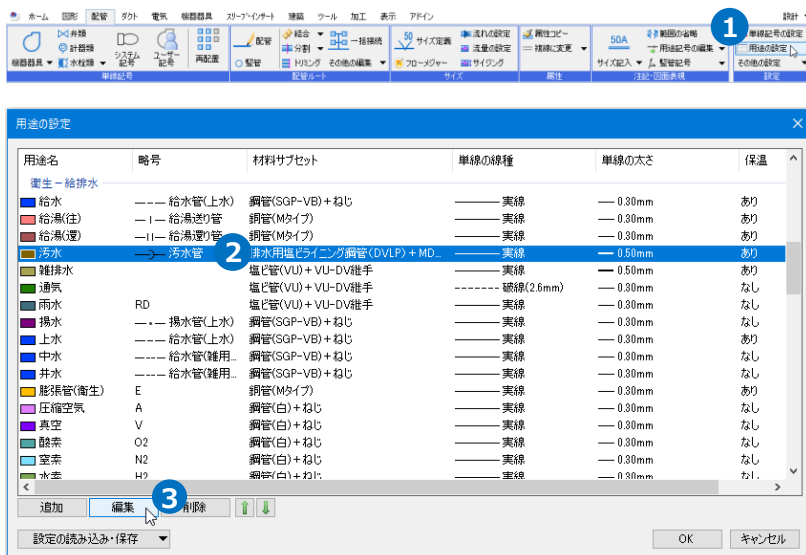 ホーム 図形 配管 ダクト 電気 機器器具 スリーブ・インサート 建築 ツール 加工 表示 アドイン 設計
弁類 計器類 機器器具 水栓類 システム記号 ユーザー記号 再配置 単線記号
配管 竪管 結合 分割 トリミング 一括接続 その他の編集 配管ルート
50 サイズ定義 フローメジャー 流れの設定 流量の設定 サイジング サイズ
属性コピー 複線に変更 属性
50A サイズ記入 範囲の省略 用途記号の編集 竪管記号 注記・図面表現
1 単線記号の設定 用途の設定 その他の設定 設定
用途の設定
用途名 略号 材料サブセット 単線の線種 単線の太さ 保温
衛生－給排水
給水 給水管(上水) 鋼管(SGP-VB)+ねじ 実線 0.30mm あり
給湯(往) 給湯送り管 銅管(Mタイプ) 実線 0.30mm あり
給湯(還) 給湯還り管 銅管(Mタイプ) 実線 0.30mm あり
汚水 汚水管 2 排水用塩ビライニング鋼管(DVLP)+MD... 実線 0.50mm あり
雑排水 塩ビ管(VU)+VU-DV継手 実線 0.50mm あり
通気 塩ビ管(VU)+VU-DV継手 破線(2.6mm) 0.30mm なし
雨水 RD 塩ビ管(VU)+VU-DV継手 実線 0.30mm なし
揚水 揚水管(上水) 鋼管(SGP-VB)+ねじ 実線 0.30mm なし
上水 給水管(上水) 鋼管(SGP-VB)+ねじ 実線 0.30mm あり
中水 給水管(雑用... 鋼管(SGP-VB)+ねじ 実線 0.30mm なし
井水 給水管(雑用... 鋼管(SGP-VB)+ねじ 実線 0.30mm なし
膨張管(衛生) E 銅管(Mタイプ) 実線 0.30mm あり
圧縮空気 A 鋼管(白)+ねじ 実線 0.30mm なし
真空 V 鋼管(白)+ねじ 実線 0.30mm なし
酸素 O2 鋼管(白)+ねじ 実線 0.30mm なし
窒素 N2 鋼管(白)+ねじ 実線 0.30mm なし
水素 H2 鋼管(白)+ねじ 実線 0.30mm なし
追加 編集 3 削除
設定の読み込み・保存 OK キャンセル